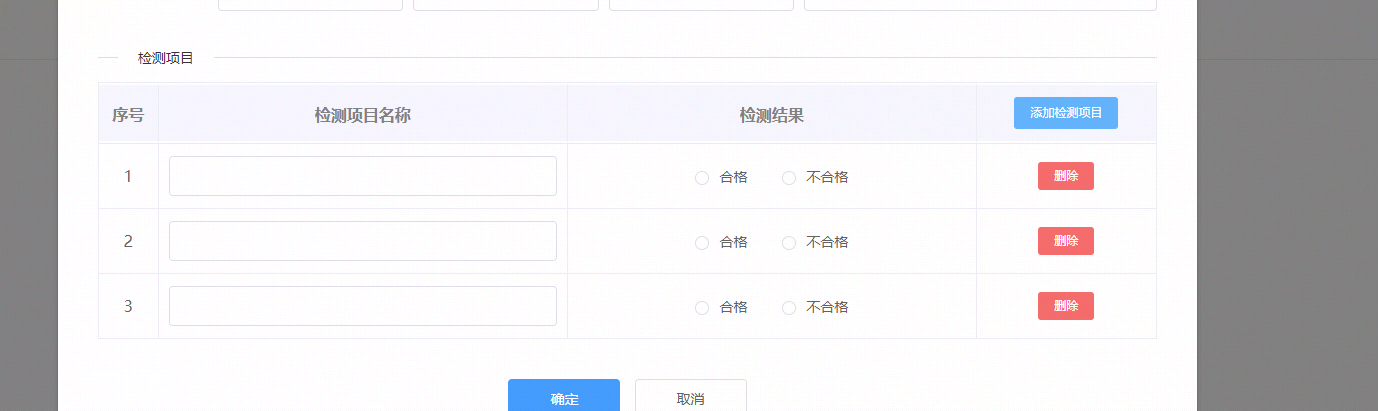 检测项目
序号 检测项目名称 检测结果 添加检测项目
1 合格 不合格 删除
2 合格 不合格 删除
3 合格 不合格 删除
确定 取消